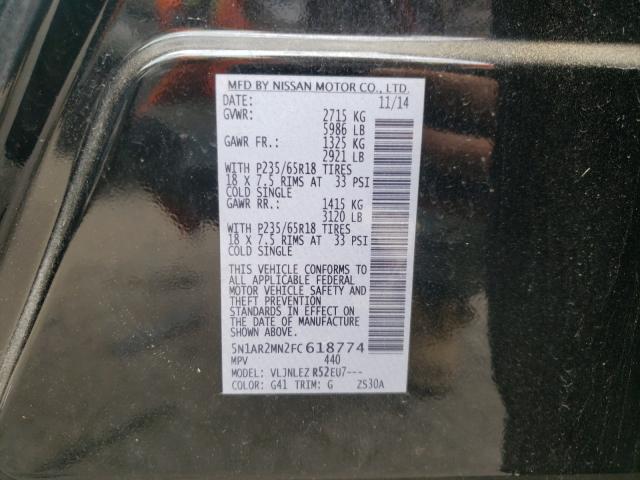 MFD BY NISSAN MOTOR CO., LTD.
DATE: 11/14
GVWR: 2715 KG
5986 LB
GAWR FR.: 1325 KG
2921 LB
WITH P235/65R18 TIRES
18 X 7.5 RIMS AT 33 PSI
COLD SINGLE
GAWR RR.: 1415 KG
3120 LB
WITH P235/65R18 TIRES
18 X 7.5 RIMS AT 33 PSI
COLD SINGLE
THIS VEHICLE CONFORMS TO
ALL APPLICABLE FEDERAL
MOTOR VEHICLE SAFETY AND
THEFT PREVENTION
STANDARDS IN EFFECT ON
THE DATE OF MANUFACTURE
SHOWN ABOVE.
5N1AR2MN2FC618774
MPV 440
MODEL: VLJNLEZ R52EU7---
COLOR: G41 TRIM: G ZS30A